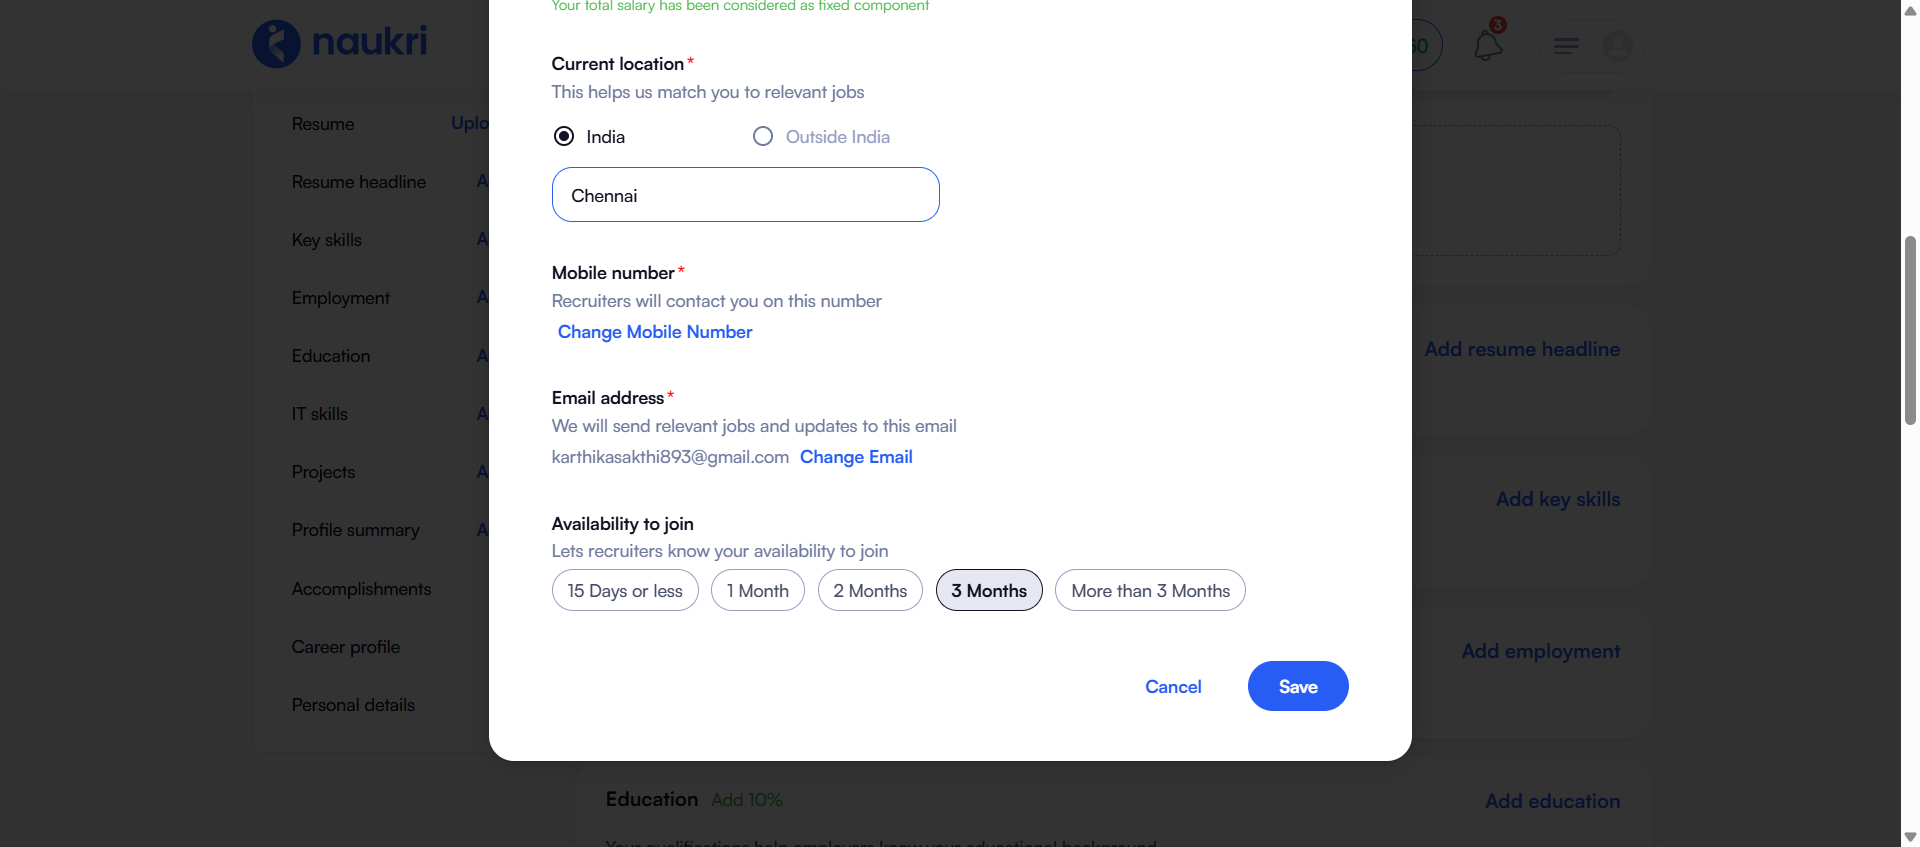 Your total salary has been considered as fixed component
naukri
3
Current location*
This helps us match you to relevant jobs
India
Outside India
Chennai
Mobile number*
Recruiters will contact you on this number
Change Mobile Number
Email address*
We will send relevant jobs and updates to this email
karthikasakthi893@gmail.com Change Email
Availability to join
Lets recruiters know your availability to join
15 Days or less
1 Month
2 Months
3 Months
More than 3 Months
Cancel
Save
Resume
Resume headline
Key skills
Employment
Education
IT skills
Projects
Profile summary
Accomplishments
Career profile
Personal details
Add resume headline
Add key skills
Add employment
Education Add 10%
Add education